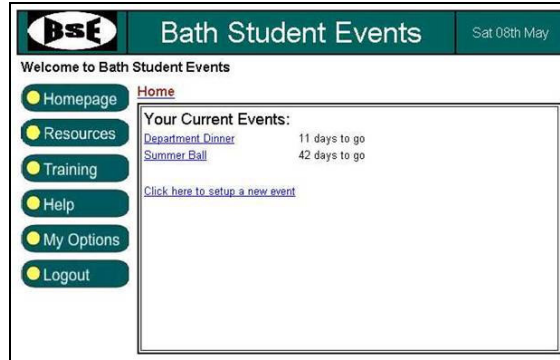 BSE
Bath Student Events
Sat 08th May
Welcome to Bath Student Events
Homepage
Resources
Training
Help
My Options
Logout
Home
Your Current Events:
Department Dinner 11 days to go
Summer Ball 42 days to go
Click here to setup a new event